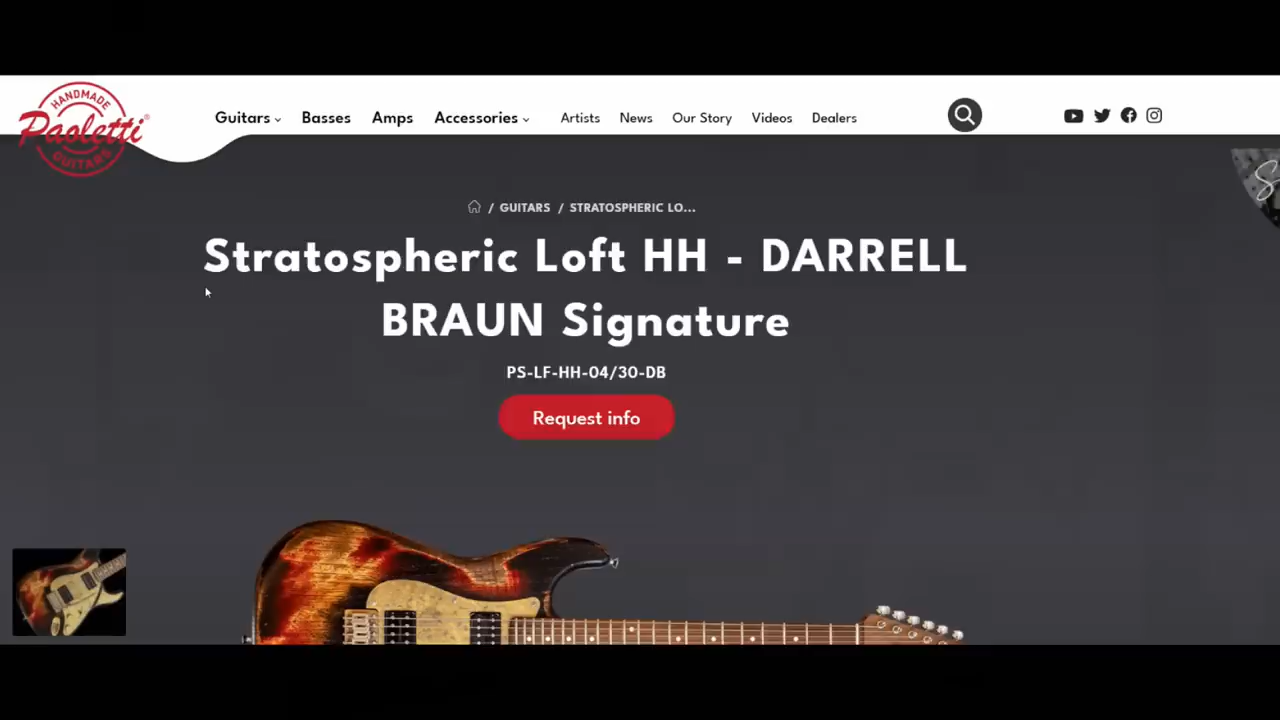 HANDMADE
Paoletti®
GUITARS
Guitars Basses Amps Accessories Artists News Our Story Videos Dealers
/ GUITARS / STRATOSPHERIC LO...
Stratospheric Loft HH - DARRELL
BRAUN Signature
PS-LF-HH-04/30-DB
Request info